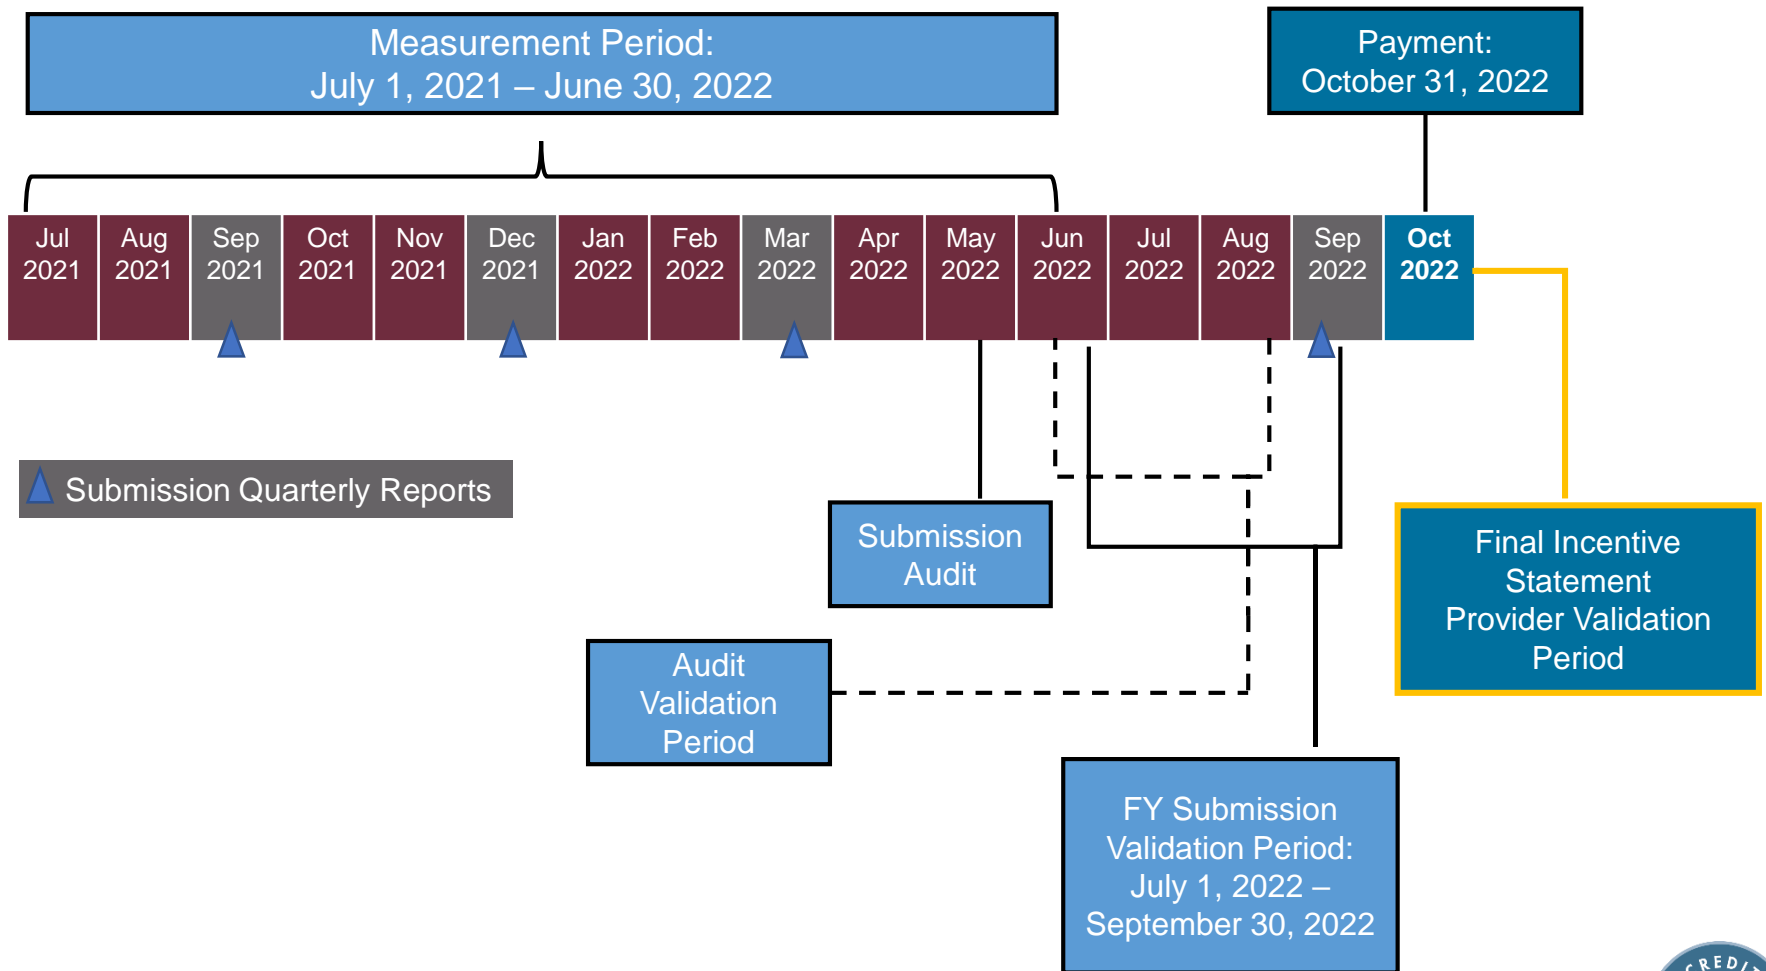 Measurement Period:
July 1, 2021 – June 30, 2022
Payment:
October 31, 2022
Jul
2021
Aug
2021
Sep
2021
Oct
2021
Nov
2021
Dec
2021
Jan
2022
Feb
2022
Mar
2022
Apr
2022
May
2022
Jun
2022
Jul
2022
Aug
2022
Sep
2022
Oct
2022
Submission Quarterly Reports
Submission
Audit
Final Incentive
Statement
Provider Validation
Period
Audit
Validation
Period
FY Submission
Validation Period:
July 1, 2022 –
September 30, 2022